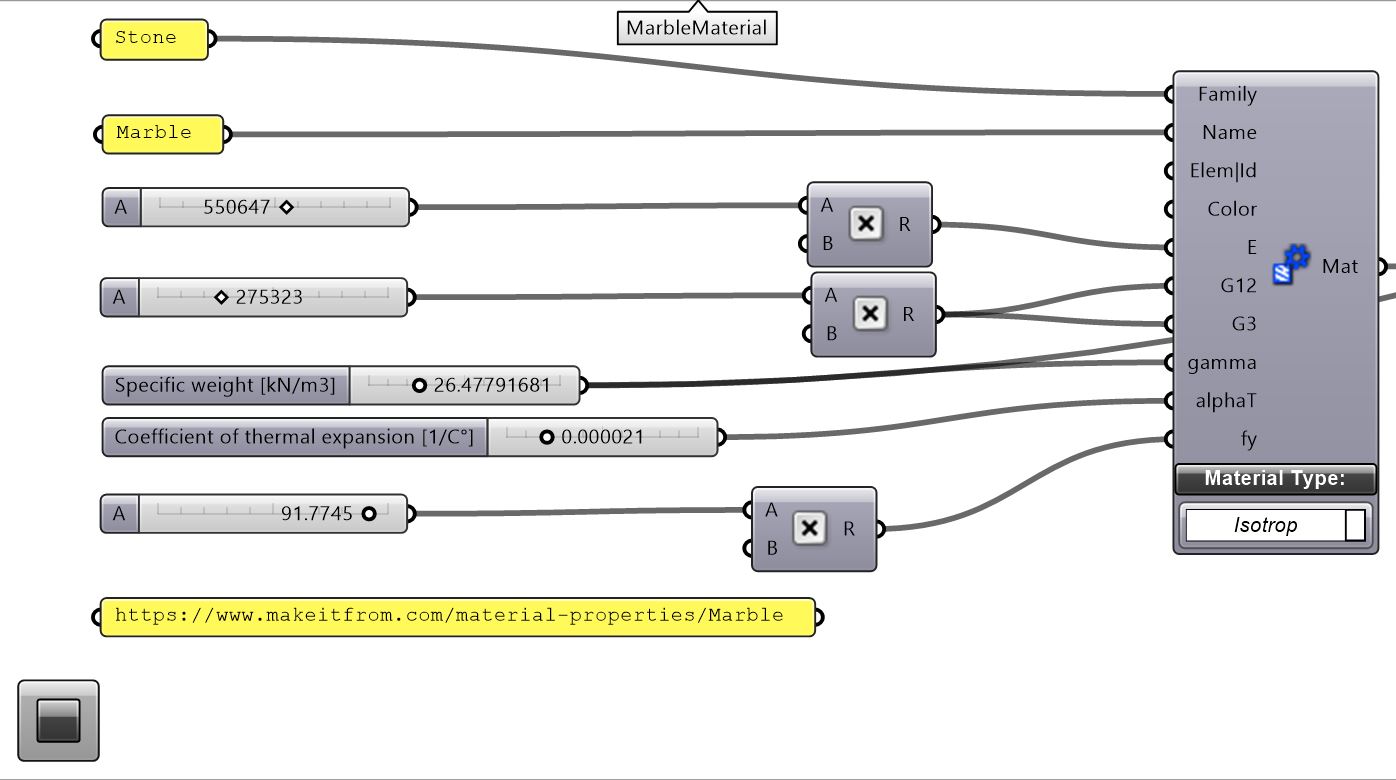 MarbleMaterial
Stone
Marble
A 550647
A 275323
Specific weight [kN/m3] 26.47791681
Coefficient of thermal expansion [1/C°] 0.000021
A 91.7745
https://www.makeitfrom.com/material-properties/Marble
A
B
R
A
B
R
A
B
R
Family
Name
Elem|Id
Color
E
G12
G3
gamma
alphaT
fy
Mat
Material Type:
Isotrop